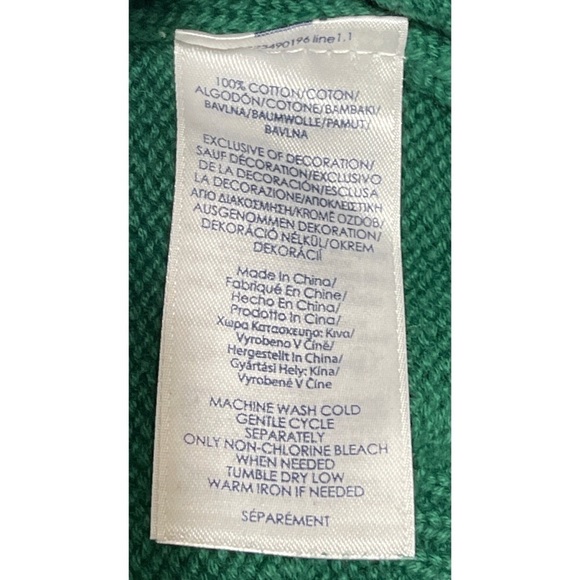 line 1.1
100% COTTON/COTON/
ALGODÓN/COTONE/BAMBAKI/
BAVLNA/BAUMWOLLE/PAMUT/
BAVLNA
EXCLUSIVE OF DECORATION/
SAUF DÉCORATION/EXCLUSIVO
DE LA DECORACIÓN/ESCLUSA
LA DECORAZIONE/ΑΠΟΚΛΕΙΣΤΙΚΗ
ΑΠΟ ΔΙΑΚΟΣΜΗΣΗ/KROMĚ OZDOB/
AUSGENOMMEN DEKORATION/
DEKORÁCIÓ NÉLKÜL/OKREM
DEKORÁCIÍ
Made In China/
Fabriqué En Chine/
Hecho En China/
Prodotto In Cina/
Χωρα Κατασκευησ: Κινα/
Vyrobeno V Číně/
Hergestellt In China/
Gyártási Hely: Kína/
Vyrobené V Číne
MACHINE WASH COLD
GENTLE CYCLE
SEPARATELY
ONLY NON-CHLORINE BLEACH
WHEN NEEDED
TUMBLE DRY LOW
WARM IRON IF NEEDED
SÉPARÉMENT